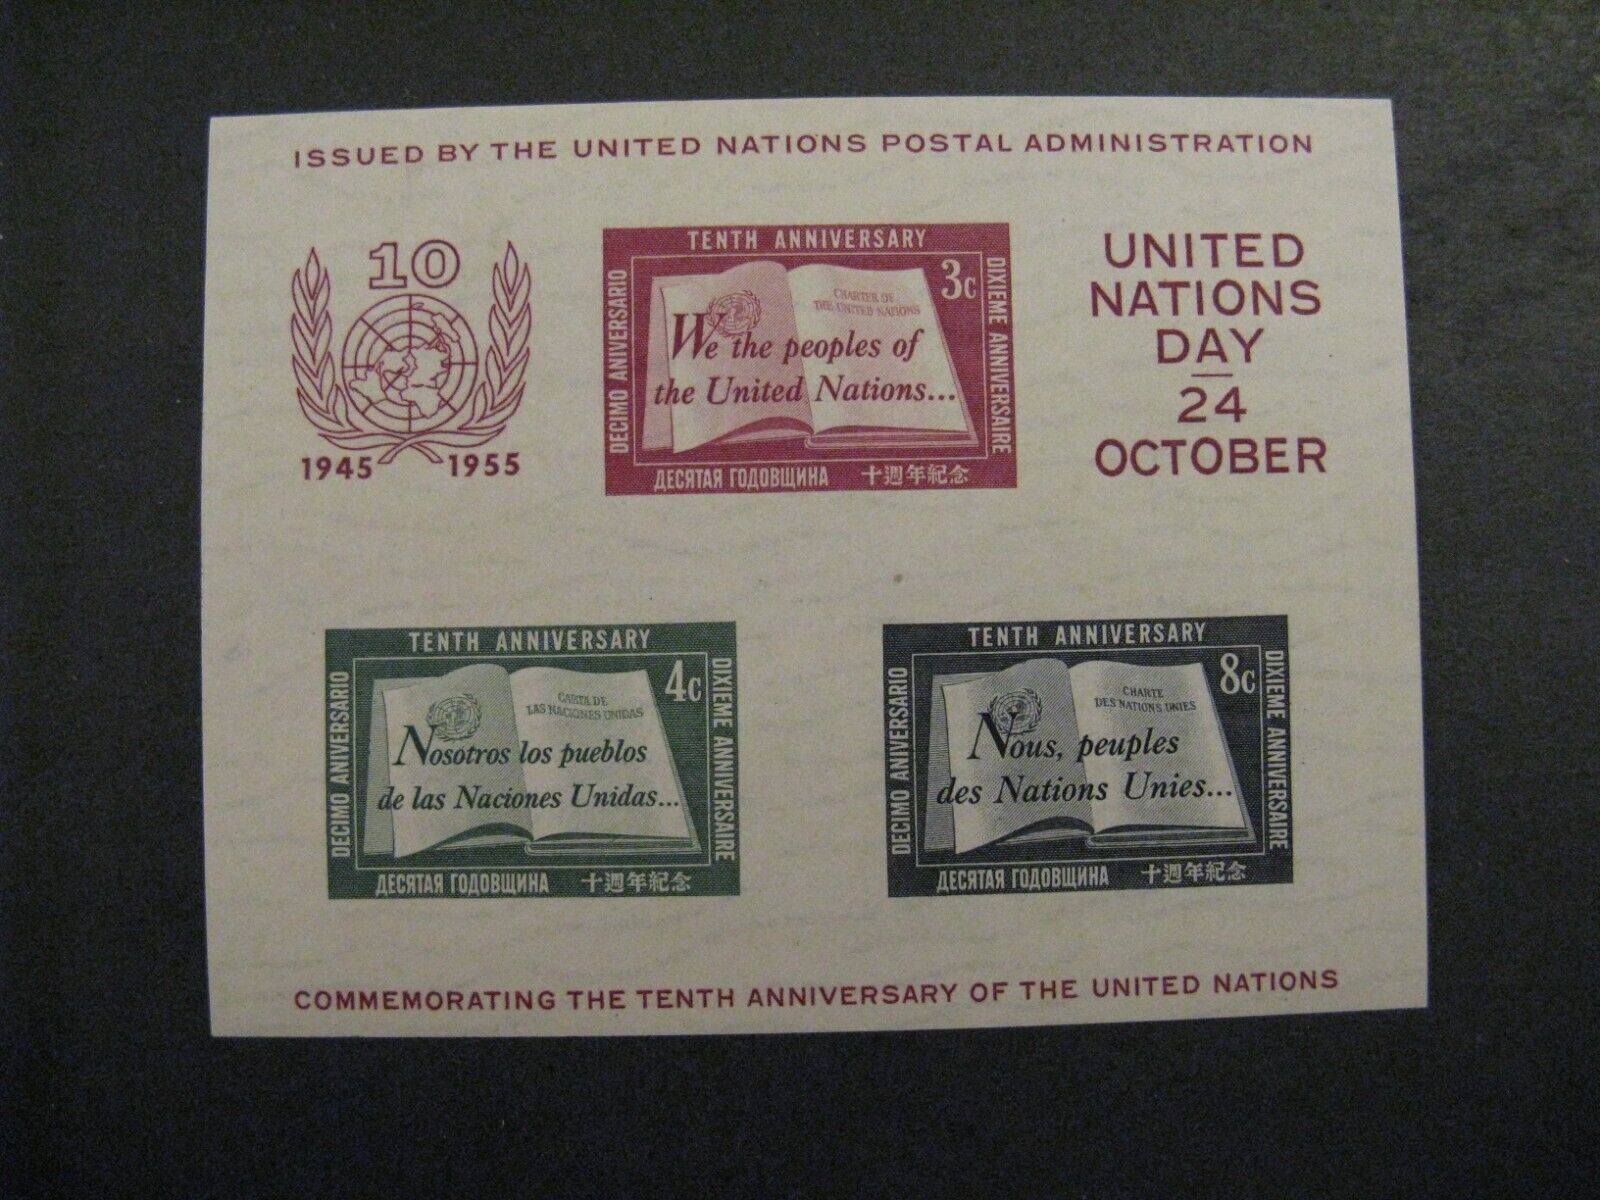 ISSUED BY THE UNITED NATIONS POSTAL ADMINISTRATION
10
1945 1955
TENTH ANNIVERSARY
DECIMO ANIVERSARIO
3c
CHARTER OF
THE UNITED NATIONS
We the peoples of
the United Nations...
DIXIEME ANNIVERSAIRE
ДЕСЯТАЯ ГОДОВЩИНА 十週年紀念
UNITED
NATIONS
DAY
—
24
OCTOBER
TENTH ANNIVERSARY
DECIMO ANIVERSARIO
4c
CARTA DE
LAS NACIONES UNIDAS
Nosotros los pueblos
de las Naciones Unidas...
DIXIEME ANNIVERSAIRE
ДЕСЯТАЯ ГОДОВЩИНА 十週年紀念
TENTH ANNIVERSARY
DECIMO ANIVERSARIO
8c
CHARTE
DES NATIONS UNIES
Nous, peuples
des Nations Unies...
DIXIEME ANNIVERSAIRE
ДЕСЯТАЯ ГОДОВЩИНА 十週年紀念
COMMEMORATING THE TENTH ANNIVERSARY OF THE UNITED NATIONS